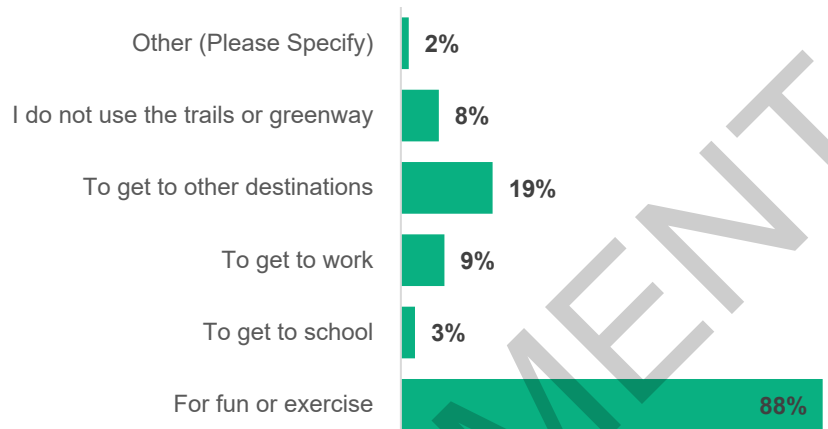 Other (Please Specify) 2%
I do not use the trails or greenway 8%
To get to other destinations 19%
To get to work 9%
To get to school 3%
For fun or exercise 88%
MENT